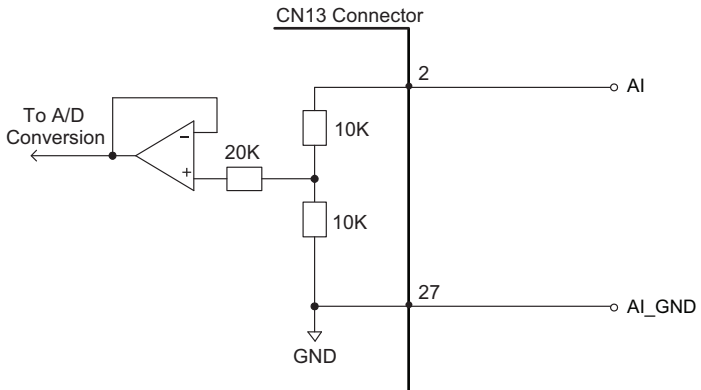 CN13 Connector
2
AI
To A/D
Conversion
10K
20K
−
+
10K
27
AI_GND
GND